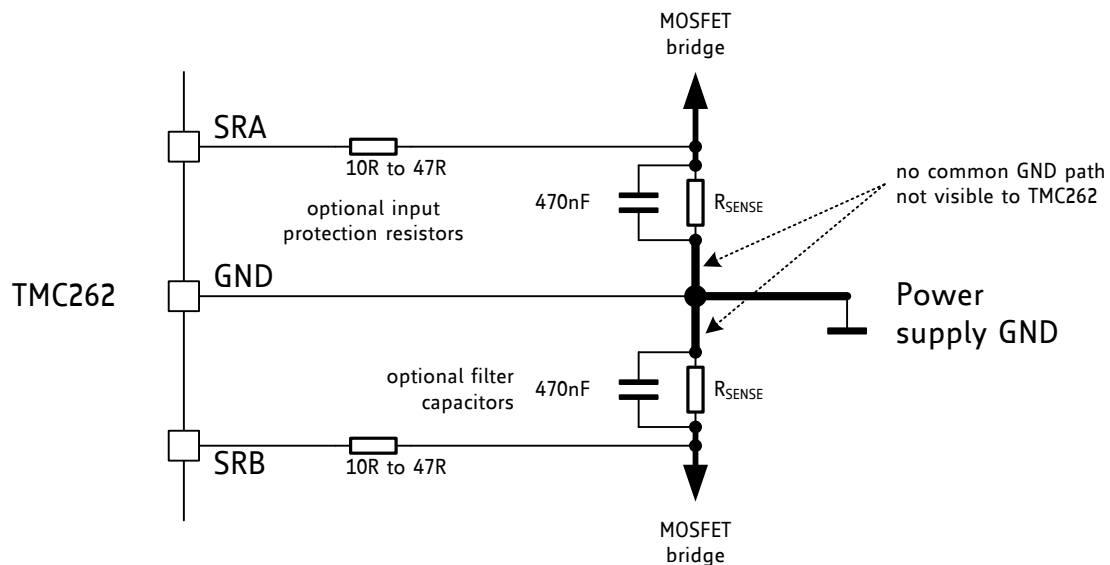 MOSFET
bridge
SRA
10R to 47R
optional input
protection resistors
470nF
RSENSE
no common GND path
not visible to TMC262
TMC262
GND
Power
supply GND
optional filter
capacitors
470nF
RSENSE
SRB
10R to 47R
MOSFET
bridge